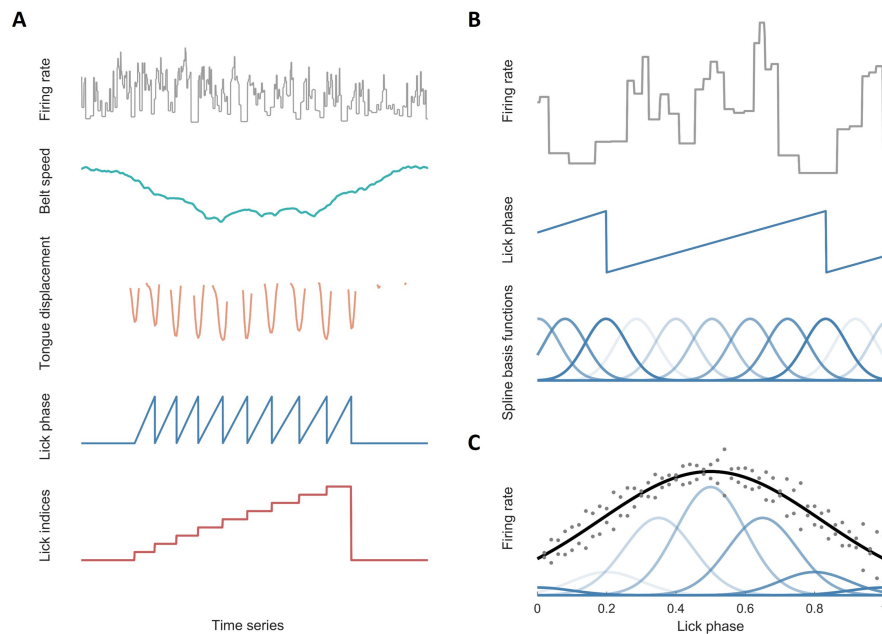 A
Firing rate
Belt speed
Tongue displacement
Lick phase
Lick indices
Time series
B
Firing rate
Lick phase
Spline basis functions
C
Firing rate
0 0.2 0.4 0.6 0.8
Lick phase